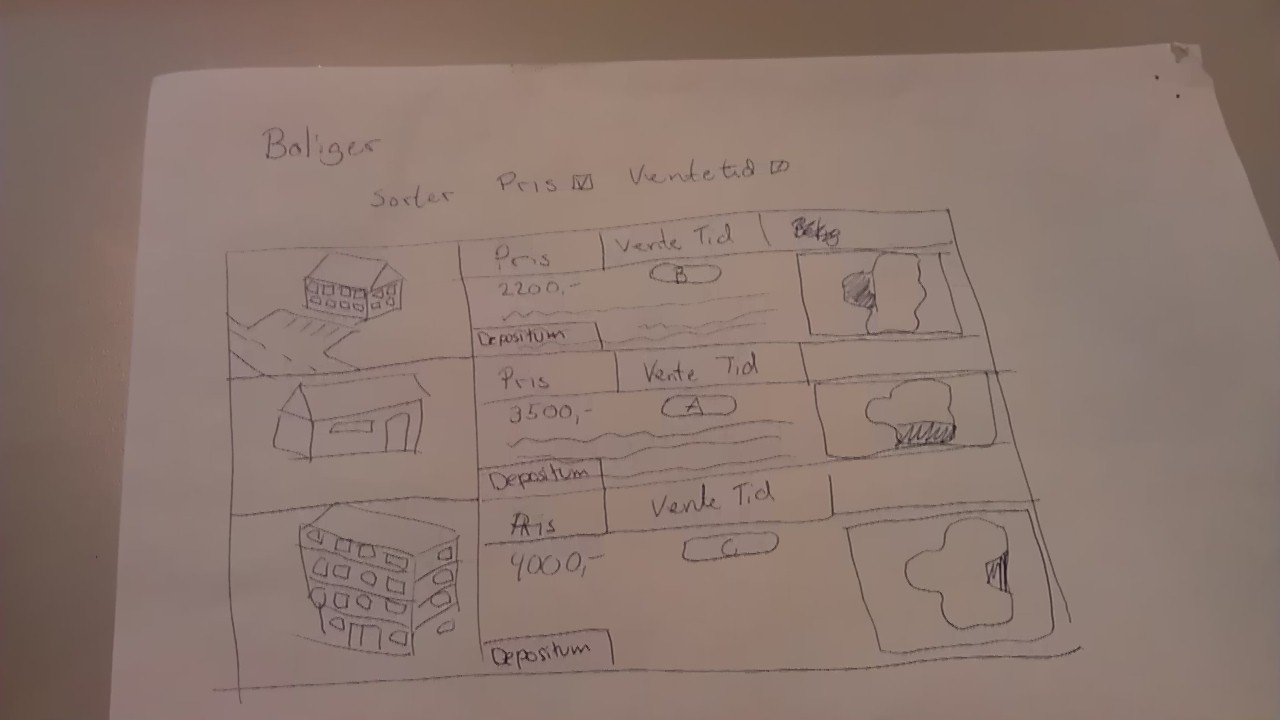 Boliger
Sorter Pris Ventetid
Pris Vente Tid
2200,- B
Depositum
Pris Vente Tid
3500,- A
Depositum
Pris Vente Tid
4000,- C
Depositum